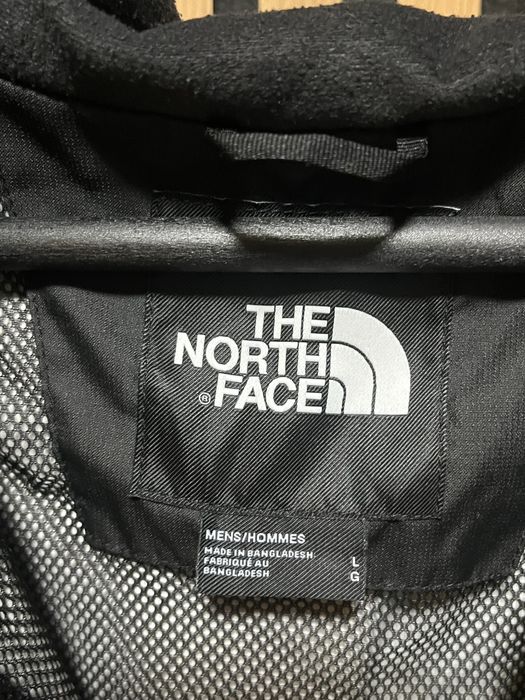 THE
NORTH
® FACE
MENS/HOMMES
MADE IN BANGLADESH·
FABRIQUÉ AU
BANGLADESH
L
G